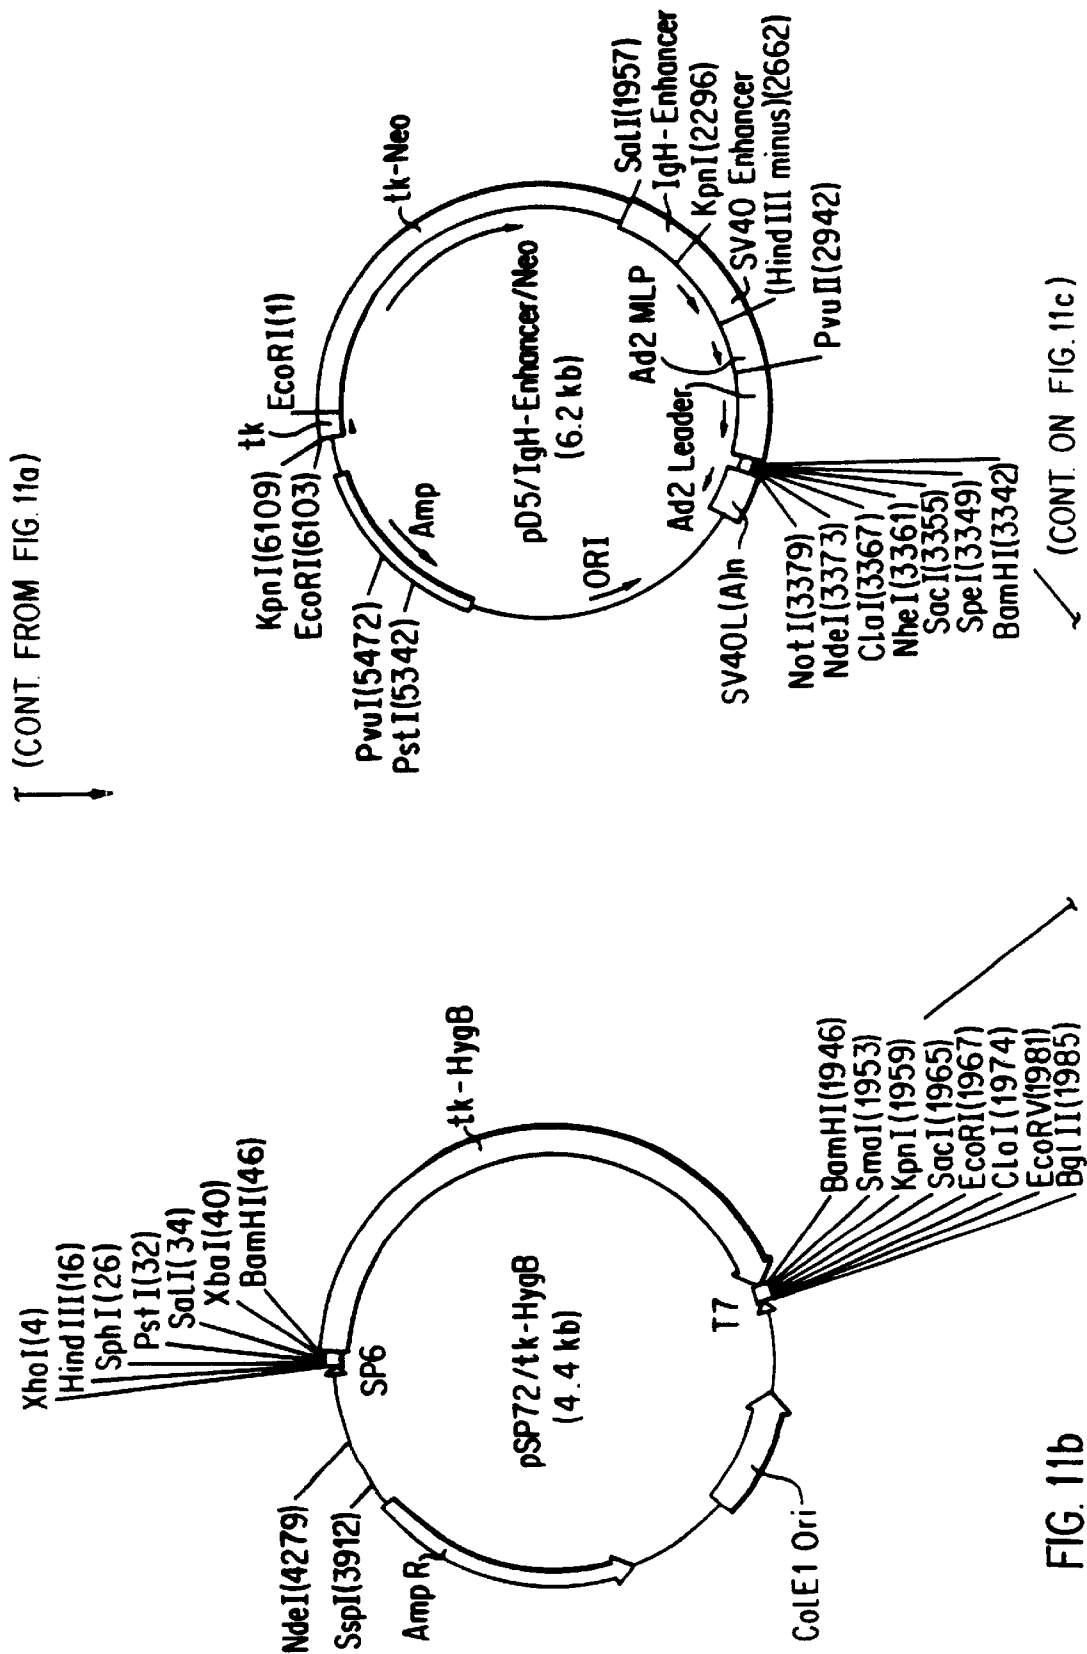 (CONT. FROM FIG. 11a)
XhoI(4)
HindIII(16)
SphI(26)
PstI(32)
SalI(34)
XbaI(40)
BamHI(46)
NdeI(4279)
SspI(3912)
AmpR
SP6
tk-HygB
pSP72/tk-HygB
(4.4 kb)
T7
ColE1 Ori
BamHI(1946)
SmaI(1953)
KpnI(1959)
SacI(1965)
EcoRI(1967)
ClaI(1974)
EcoRV(1981)
BglII(1985)
KpnI(6109)
EcoRI(6103)
tk
EcoRI(1)
tk-Neo
PvuI(5472)
PstI(5342)
Amp
pD5/IgH-Enhancer/Neo
(6.2 kb)
ORI
SalI(1957)
IgH-Enhancer
KpnI(2296)
SV40 Enhancer
(HindIII minus)(2662)
PvuII(2942)
Ad2 MLP
Ad2 Leader
SV40L(A)n
NotI(3379)
NdeI(3373)
ClaI(3367)
NheI(3361)
SacI(3355)
SpeI(3349)
BamHI(3342)
(CONT. ON FIG. 11c)
FIG. 11b